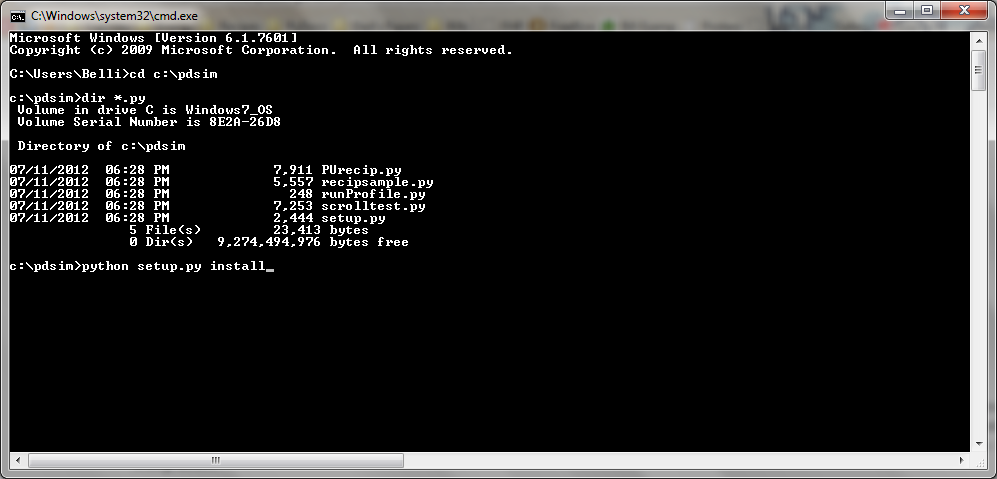 C:\Windows\system32\cmd.exe
Microsoft Windows [Version 6.1.7601]
Copyright (c) 2009 Microsoft Corporation.  All rights reserved.
C:\Users\Belli>cd c:\pdsim
c:\pdsim>dir *.py
 Volume in drive C is Windows7_OS
 Volume Serial Number is 8E2A-26D8
 Directory of c:\pdsim
07/11/2012  06:28 PM             7,911 PUrecip.py
07/11/2012  06:28 PM             5,557 recipsample.py
07/11/2012  06:28 PM               248 runProfile.py
07/11/2012  06:28 PM             7,253 scrolltest.py
07/11/2012  06:28 PM             2,444 setup.py
               5 File(s)         23,413 bytes
               0 Dir(s)   9,274,494,976 bytes free
c:\pdsim>python setup.py install_